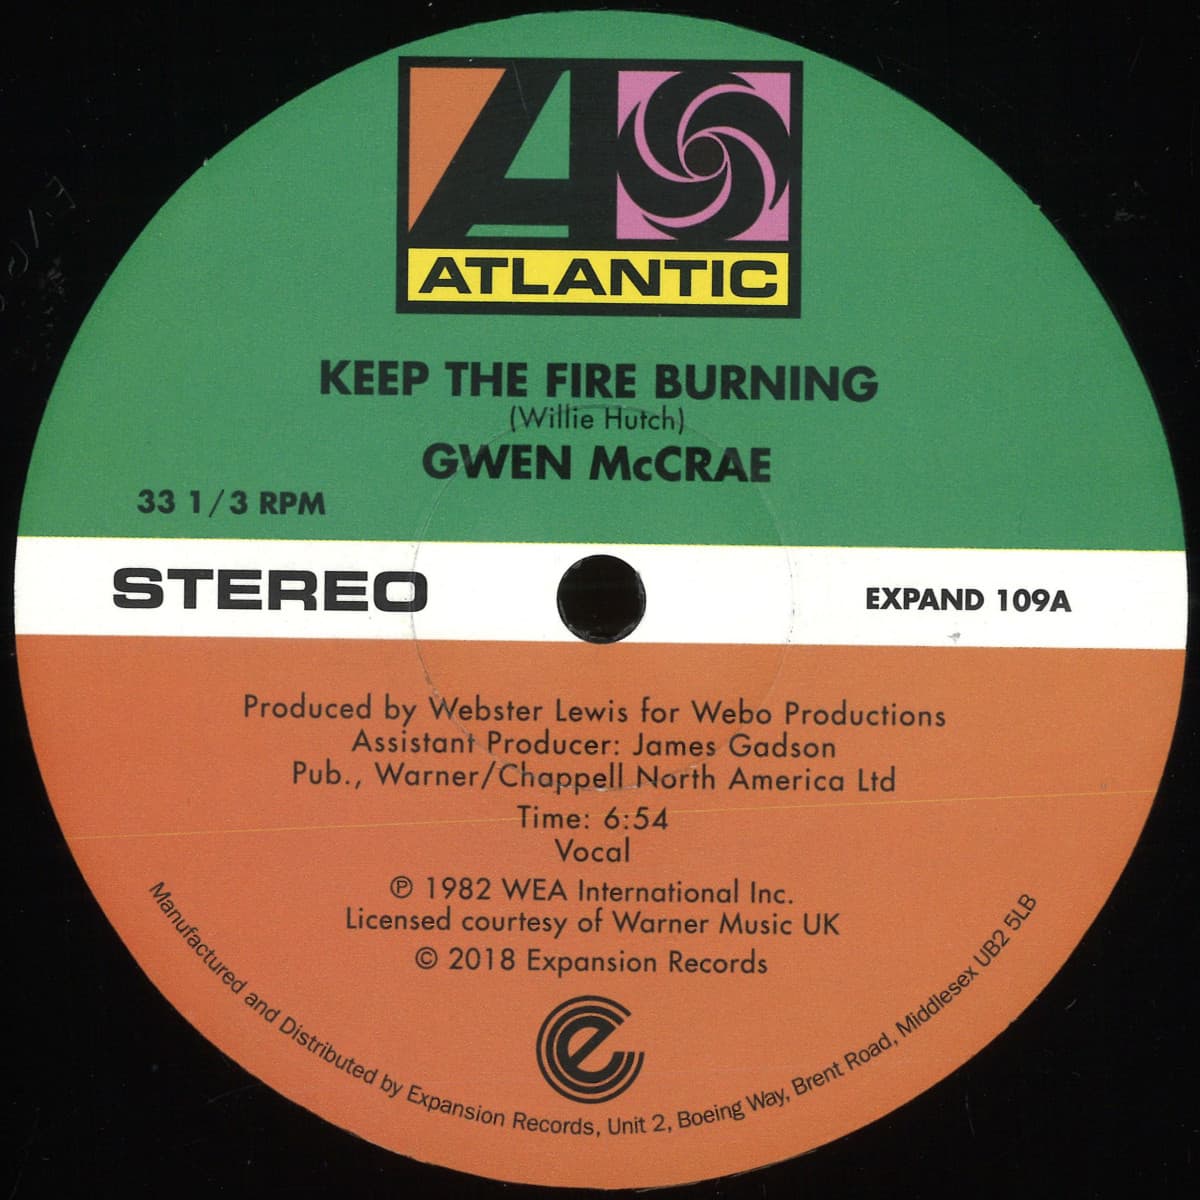 ATLANTIC
KEEP THE FIRE BURNING
(Willie Hutch)
GWEN McCRAE
33 1/3 RPM
STEREO
EXPAND 109A
Produced by Webster Lewis for Webo Productions
Assistant Producer: James Gadson
Pub., Warner/Chappell North America Ltd
Time: 6:54
Vocal
℗ 1982 WEA International Inc.
Licensed courtesy of Warner Music UK
© 2018 Expansion Records
e
Manufactured and Distributed by Expansion Records, Unit 2, Boeing Way, Brent Road, Middlesex UB2 5LB